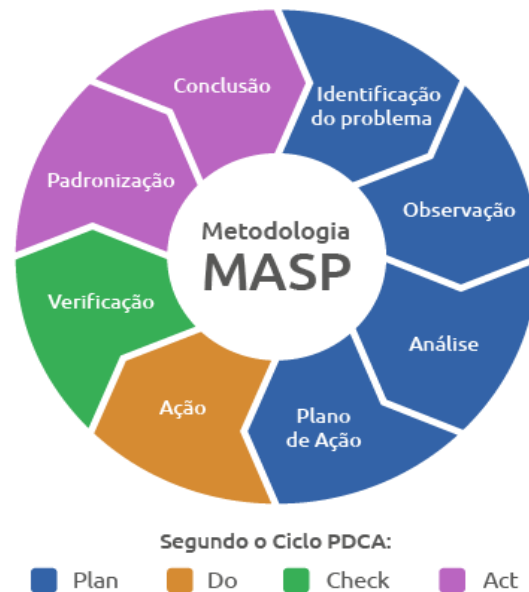 Metodologia
MASP
Identificação
do problema
Observação
Análise
Plano
de Ação
Ação
Verificação
Padronização
Conclusão
Segundo o Ciclo PDCA:
Plan Do Check Act